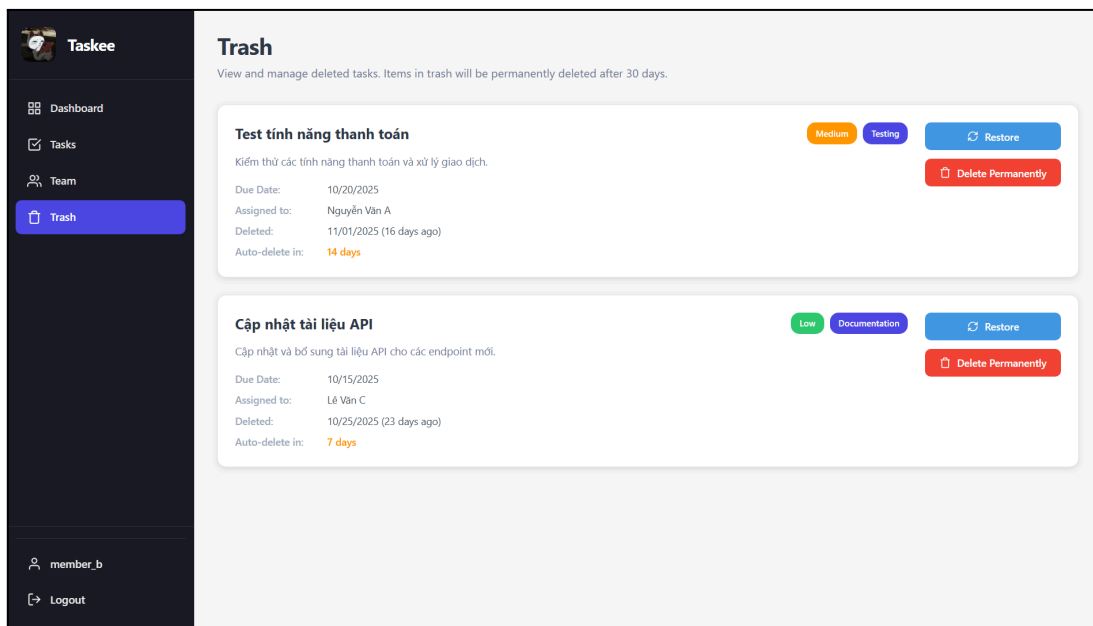 Taskee
Dashboard
Tasks
Team
Trash
member_b
Logout
Trash
View and manage deleted tasks. Items in trash will be permanently deleted after 30 days.
Test tính năng thanh toán
Medium
Testing
Restore
Delete Permanently
Kiểm thử các tính năng thanh toán và xử lý giao dịch.
Due Date: 10/20/2025
Assigned to: Nguyễn Văn A
Deleted: 11/01/2025 (16 days ago)
Auto-delete in: 14 days
Cập nhật tài liệu API
Low
Documentation
Restore
Delete Permanently
Cập nhật và bổ sung tài liệu API cho các endpoint mới.
Due Date: 10/15/2025
Assigned to: Lê Văn C
Deleted: 10/25/2025 (23 days ago)
Auto-delete in: 7 days